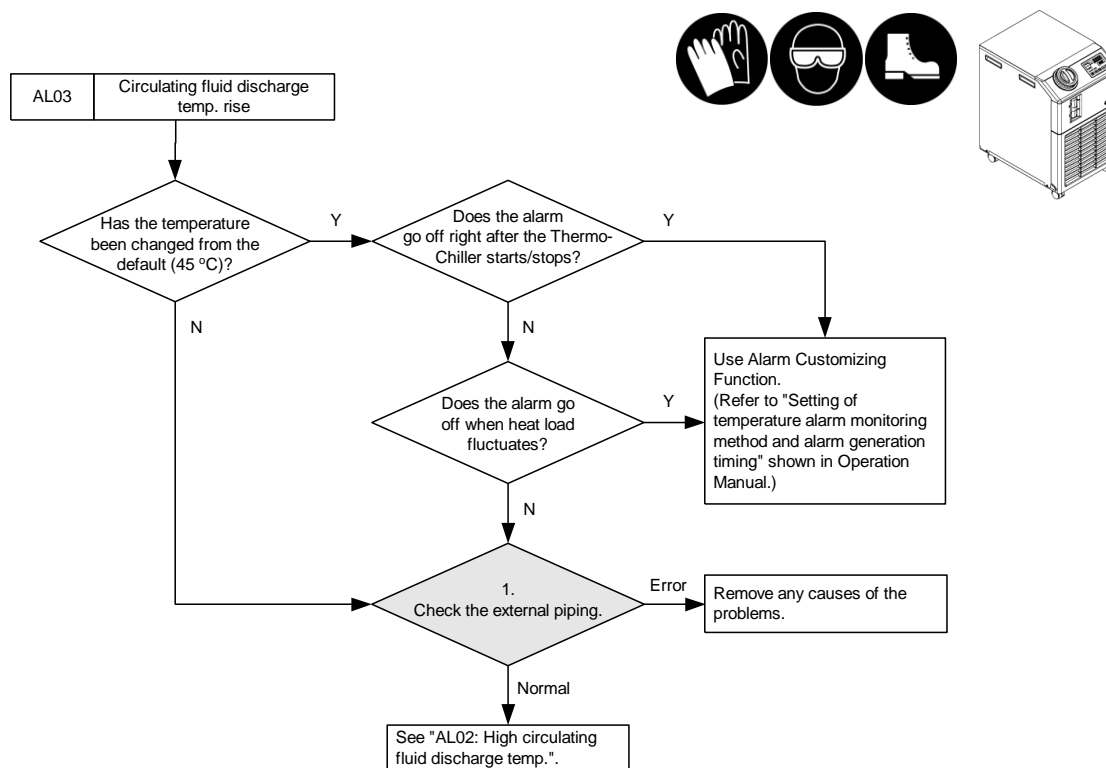 AL03
Circulating fluid discharge
temp. rise
Has the temperature
been changed from the
default (45 ºC)?
Y
Does the alarm
go off right after the Thermo-
Chiller starts/stops?
Y
N
N
Does the alarm go
off when heat load
fluctuates?
Y
Use Alarm Customizing
Function.
(Refer to "Setting of
temperature alarm monitoring
method and alarm generation
timing" shown in Operation
Manual.)
N
1.
Check the external piping.
Error
Remove any causes of the
problems.
Normal
See "AL02: High circulating
fluid discharge temp.".